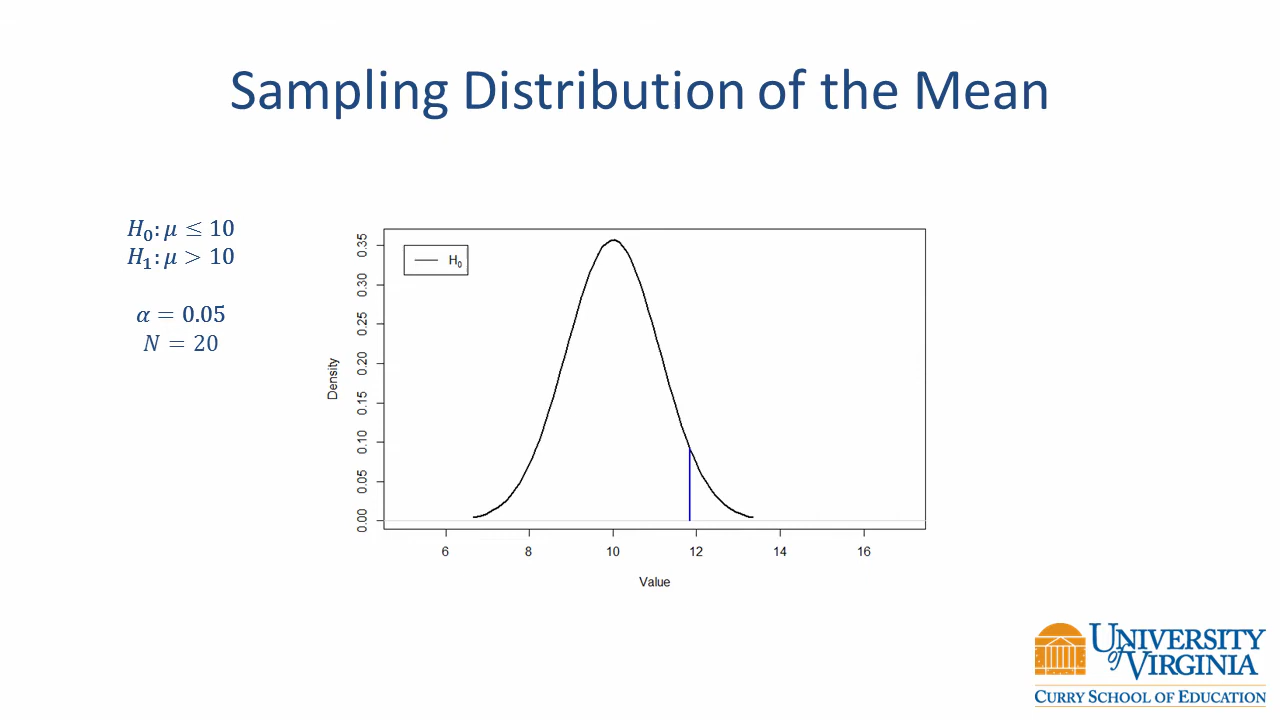 Sampling Distribution of the Mean
H₀: μ ≤ 10
H₁: μ > 10
α = 0.05
N = 20
H₀
Density
0.35
0.30
0.25
0.20
0.15
0.10
0.05
0.00
6 8 10 12 14 16
Value
UNIVERSITY
of VIRGINIA
CURRY SCHOOL OF EDUCATION